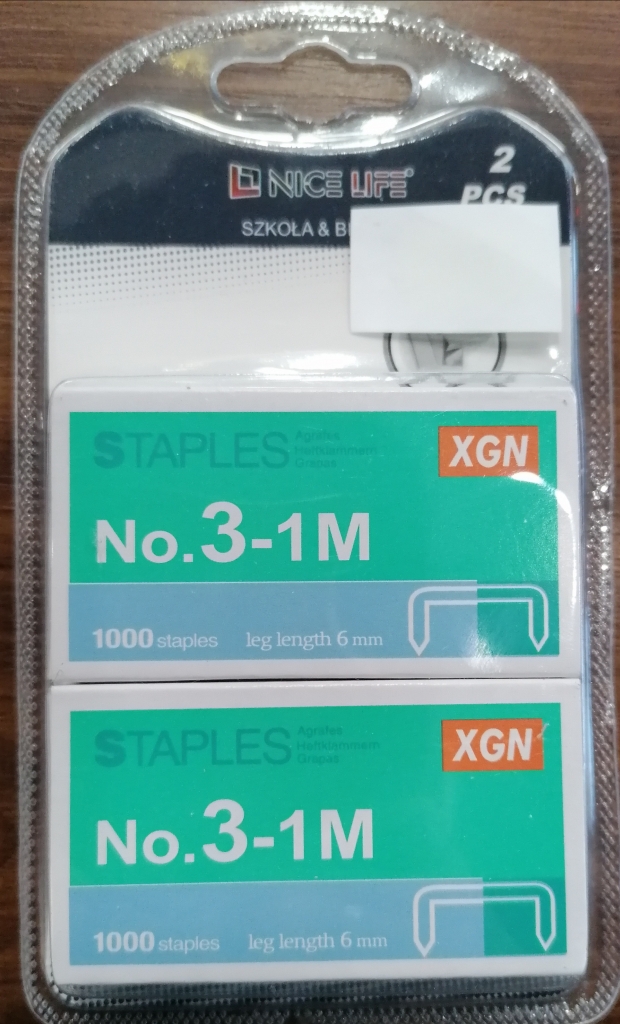 NICE LIFE®
2
PCS
SZKOŁA &
STAPLES
Agrafes
Heftklammern
Grapas
XGN
No.3-1M
1000 staples leg length 6 mm
STAPLES
Agrafes
Heftklammern
Grapas
XGN
No.3-1M
1000 staples leg length 6 mm